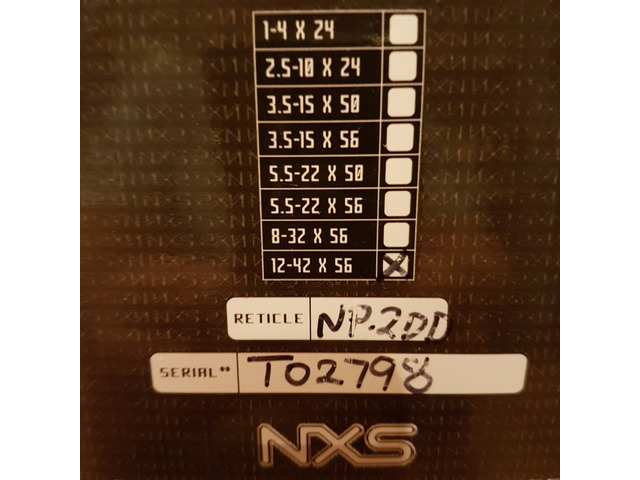 1-4 X 24
2.5-10 X 24
3.5-15 X 50
3.5-15 X 56
5.5-22 X 50
5.5-22 X 56
8-32 X 56
12-42 X 56 X
RETICLE NP.2DD
SERIAL## T02798
NXS